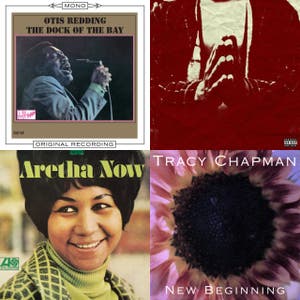 MONO
OTIS REDDING
THE DOCK OF THE BAY
ORIGINAL RECORDING
Aretha Now
TRACY CHAPMAN
NEW BEGINNING